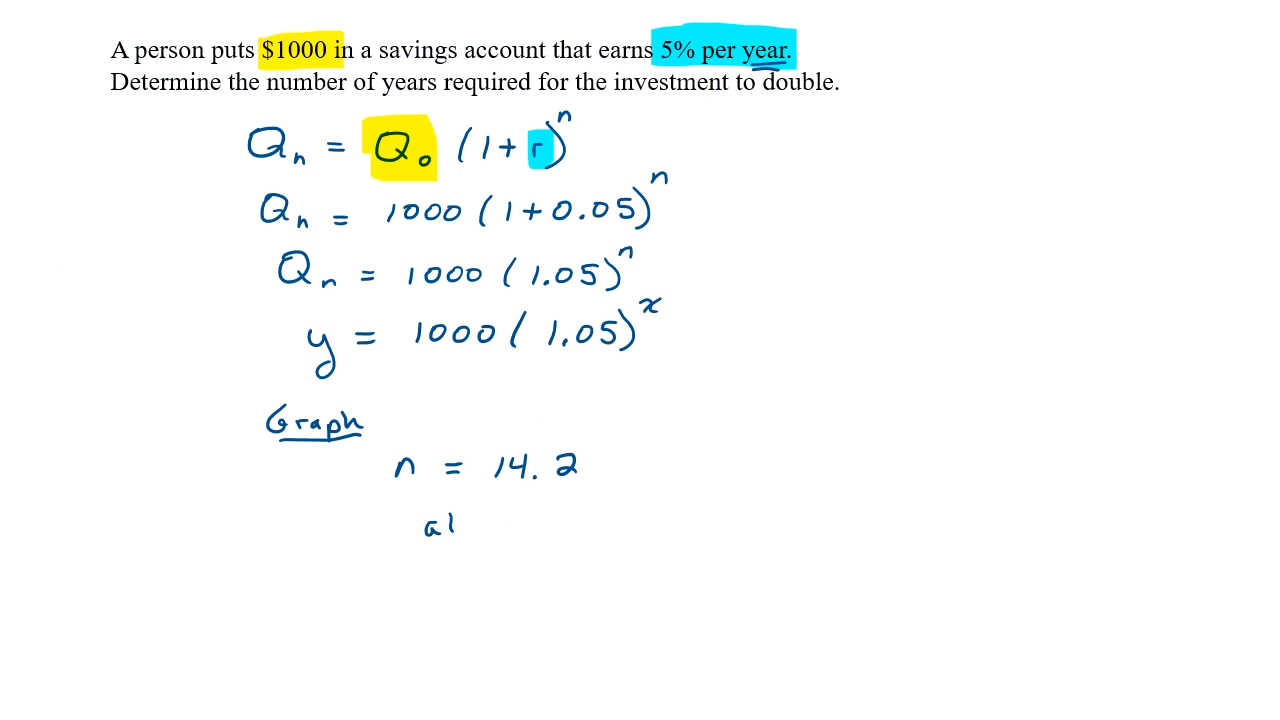 A person puts $1000 in a savings account that earns 5% per year.
Determine the number of years required for the investment to double.
Qₙ = Q₀ (1 + r)ⁿ
Qₙ = 1000 (1 + 0.05)ⁿ
Qₙ = 1000 (1.05)ⁿ
y = 1000 (1.05)ˣ
Graph
n = 14.2
al